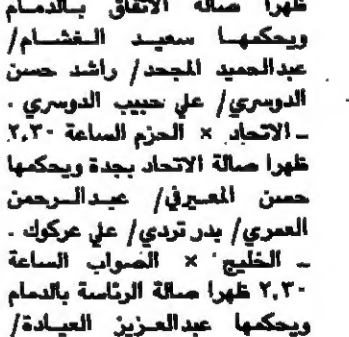 ظهرا صالة الاتفاق بالدمام
ويحكمها سعيد الغشام/
عبدالحميد المجحد/ راشد حسن
الدوسري/ علي حبيب الدوسري .
ـ الاتحاد × الحزم الساعة ٢,٣٠
ظهرا صالة الاتحاد بجدة ويحكمها
حسن المعيرفي/ عبدالرحمن
العمري/ بدر تردي/ علي عركوك .
ـ الخليج × الصواب الساعة
٢,٣٠ ظهرا صالة الرئاسة بالدمام
ويحكمها عبدالعزيز العيادة/